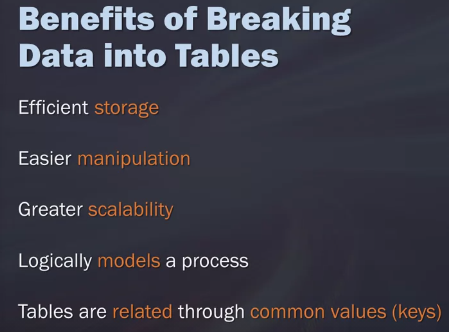 Benefits of Breaking
Data into Tables
Efficient storage
Easier manipulation
Greater scalability
Logically models a process
Tables are related through common values (keys)